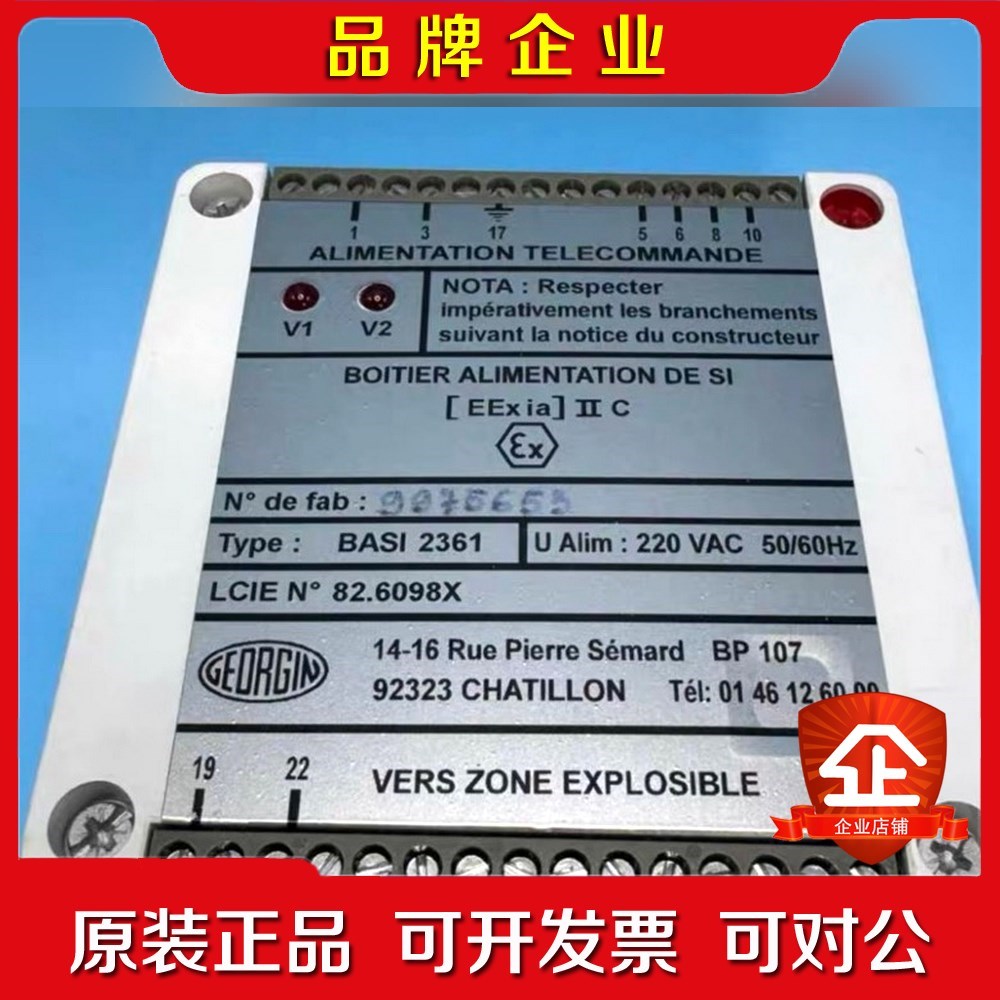 品牌企业
1 3 17 5 6 8 10
ALIMENTATION TELECOMMANDE
V1 V2
NOTA : Respecter
impérativement les branchements
suivant la notice du constructeur
BOITIER ALIMENTATION DE SI
[ EEx ia ] II C
Ex
N° de fab : 9975653
Type : BASI 2361
U Alim : 220 VAC 50/60Hz
LCIE N° 82.6098X
GEORGIN
14-16 Rue Pierre Sémard BP 107
92323 CHATILLON Tél: 01 46 12 60 00
19 22
VERS ZONE EXPLOSIBLE
企
企业店铺
原装正品 可开发票 可对公